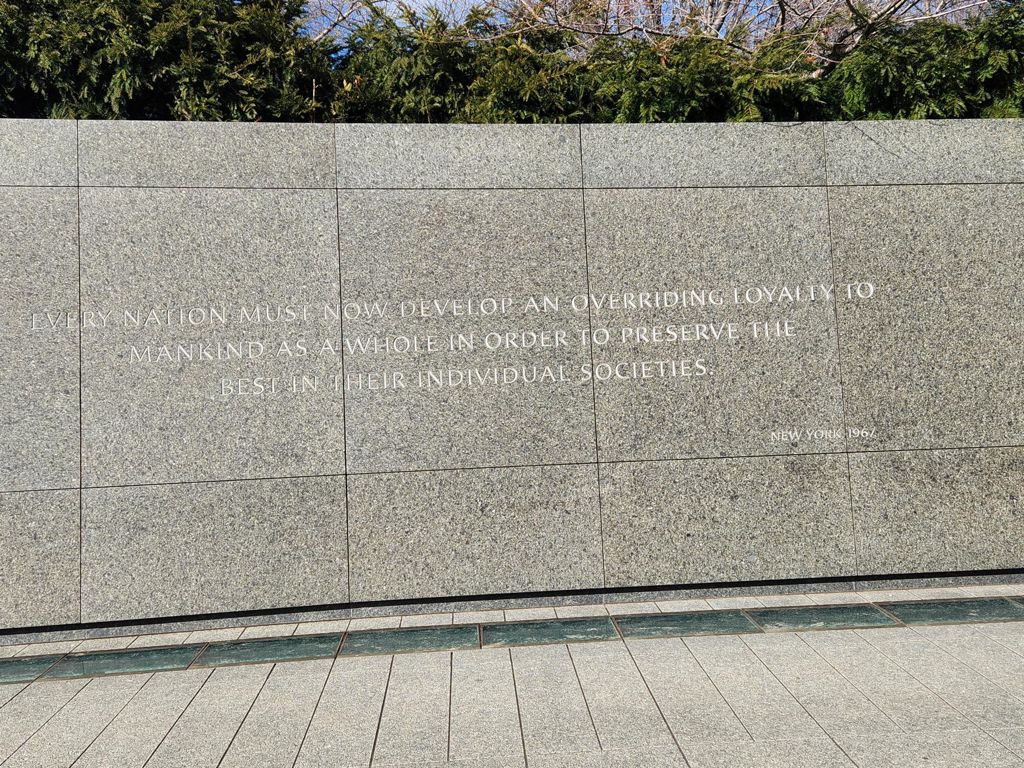 EVERY NATION MUST NOW DEVELOP AN OVERRIDING LOYALTY TO
MANKIND AS A WHOLE IN ORDER TO PRESERVE THE
BEST IN THEIR INDIVIDUAL SOCIETIES.
NEW YORK 1967